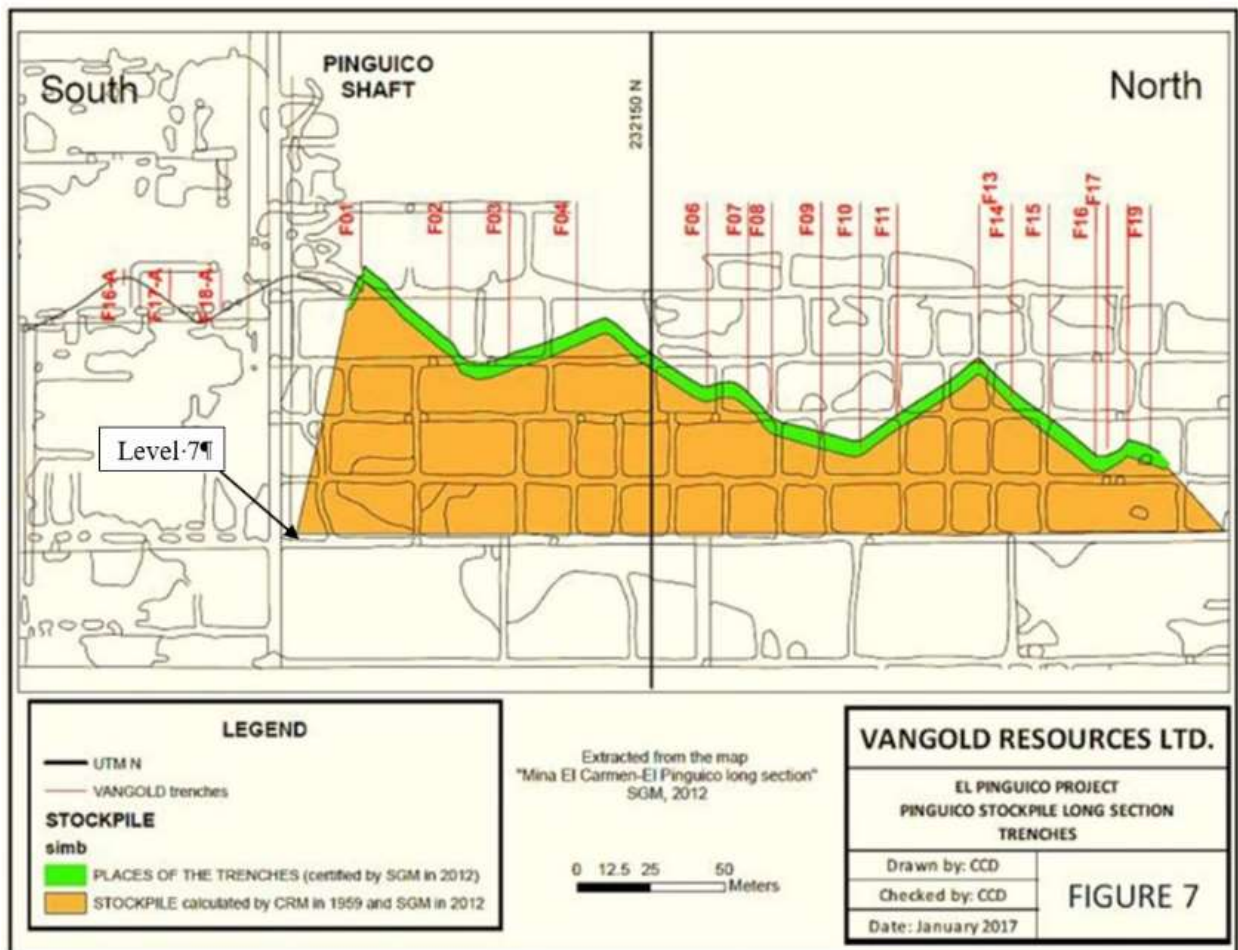 South
PINGUICO
SHAFT
232150 N
North
F01
F02
F03
F04
F06
F07
F08
F09
F10
F11
F13
F14
F15
F16
F17
F19
F16-A
F17-A
F18-A
Level·7¶
LEGEND
UTM N
VANGOLD trenches
STOCKPILE
simb
PLACES OF THE TRENCHES (certified by SGM in 2012)
STOCKPILE calculated by CRM in 1959 and SGM in 2012
Extracted from the map
"Mina El Carmen-El Pinguico long section"
SGM, 2012
0 12.5 25 50
Meters
VANGOLD RESOURCES LTD.
EL PINGUICO PROJECT
PINGUICO STOCKPILE LONG SECTION
TRENCHES
Drawn by: CCD
Checked by: CCD
Date: January 2017
FIGURE 7